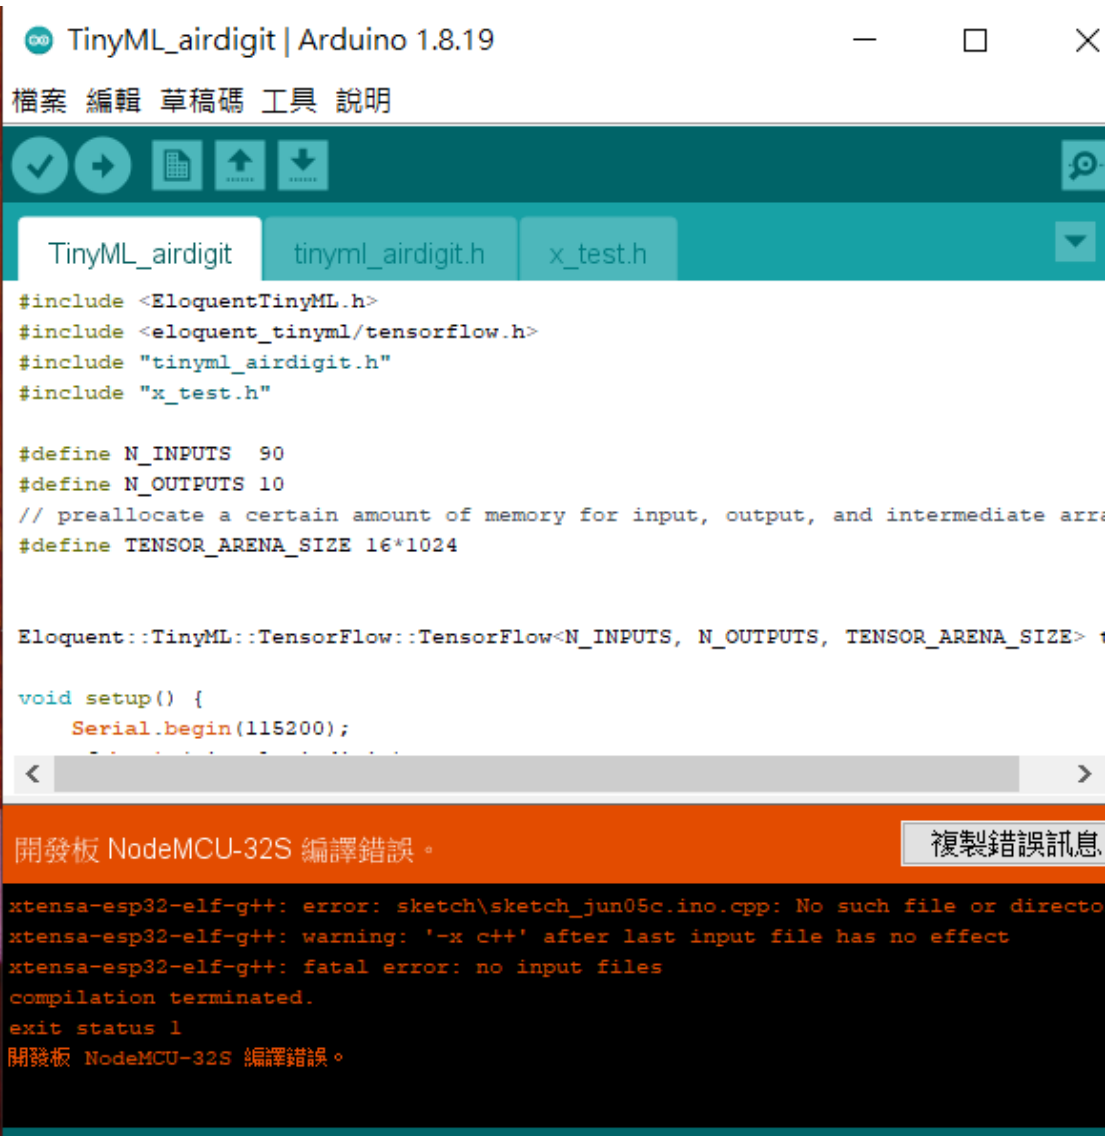 TinyML_airdigit | Arduino 1.8.19
檔案 編輯 草稿碼 工具 說明
TinyML_airdigit tinyml_airdigit.h x_test.h
#include <EloquentTinyML.h>
#include <eloquent_tinyml/tensorflow.h>
#include "tinyml_airdigit.h"
#include "x_test.h"
#define N_INPUTS  90
#define N_OUTPUTS 10
// preallocate a certain amount of memory for input, output, and intermediate arra
#define TENSOR_ARENA_SIZE 16*1024
Eloquent::TinyML::TensorFlow::TensorFlow<N_INPUTS, N_OUTPUTS, TENSOR_ARENA_SIZE> t
void setup() {
    Serial.begin(115200);
開發板 NodeMCU-32S 編譯錯誤。 複製錯誤訊息
xtensa-esp32-elf-g++: error: sketch\sketch_jun05c.ino.cpp: No such file or directo
xtensa-esp32-elf-g++: warning: '-x c++' after last input file has no effect
xtensa-esp32-elf-g++: fatal error: no input files
compilation terminated.
exit status 1
開發板 NodeMCU-32S 編譯錯誤。